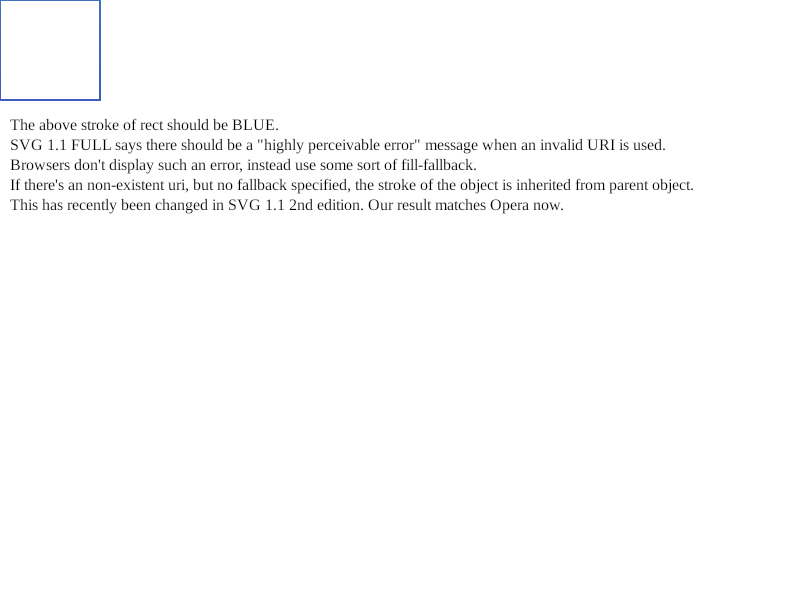 The above stroke of rect should be BLUE.
SVG 1.1 FULL says there should be a "highly perceivable error" message when an invalid URI is used.
Browsers don't display such an error, instead use some sort of fill-fallback.
If there's an non-existent uri, but no fallback specified, the stroke of the object is inherited from parent object.
This has recently been changed in SVG 1.1 2nd edition. Our result matches Opera now.